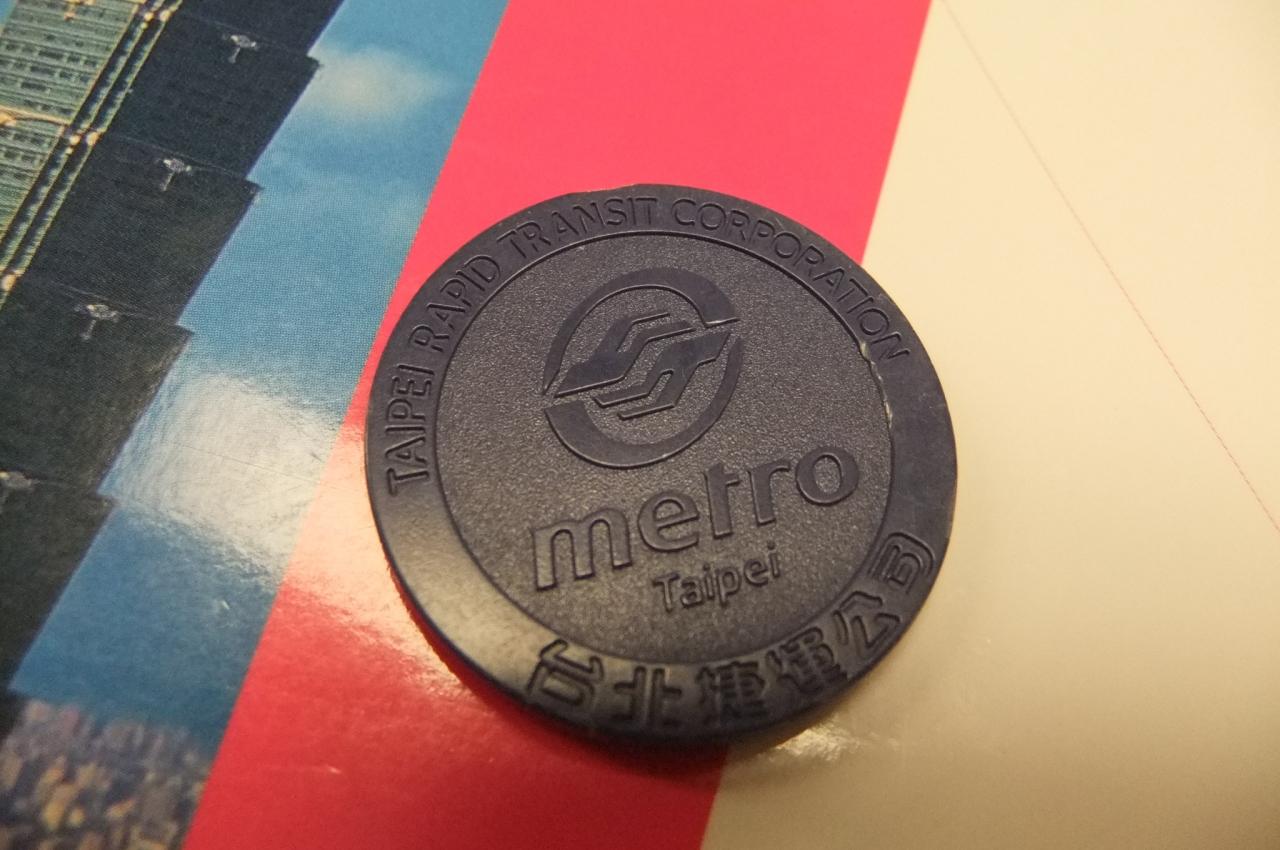 TAIPEI RAPID TRANSIT CORPORATION
metro
Taipei
台北捷運公司